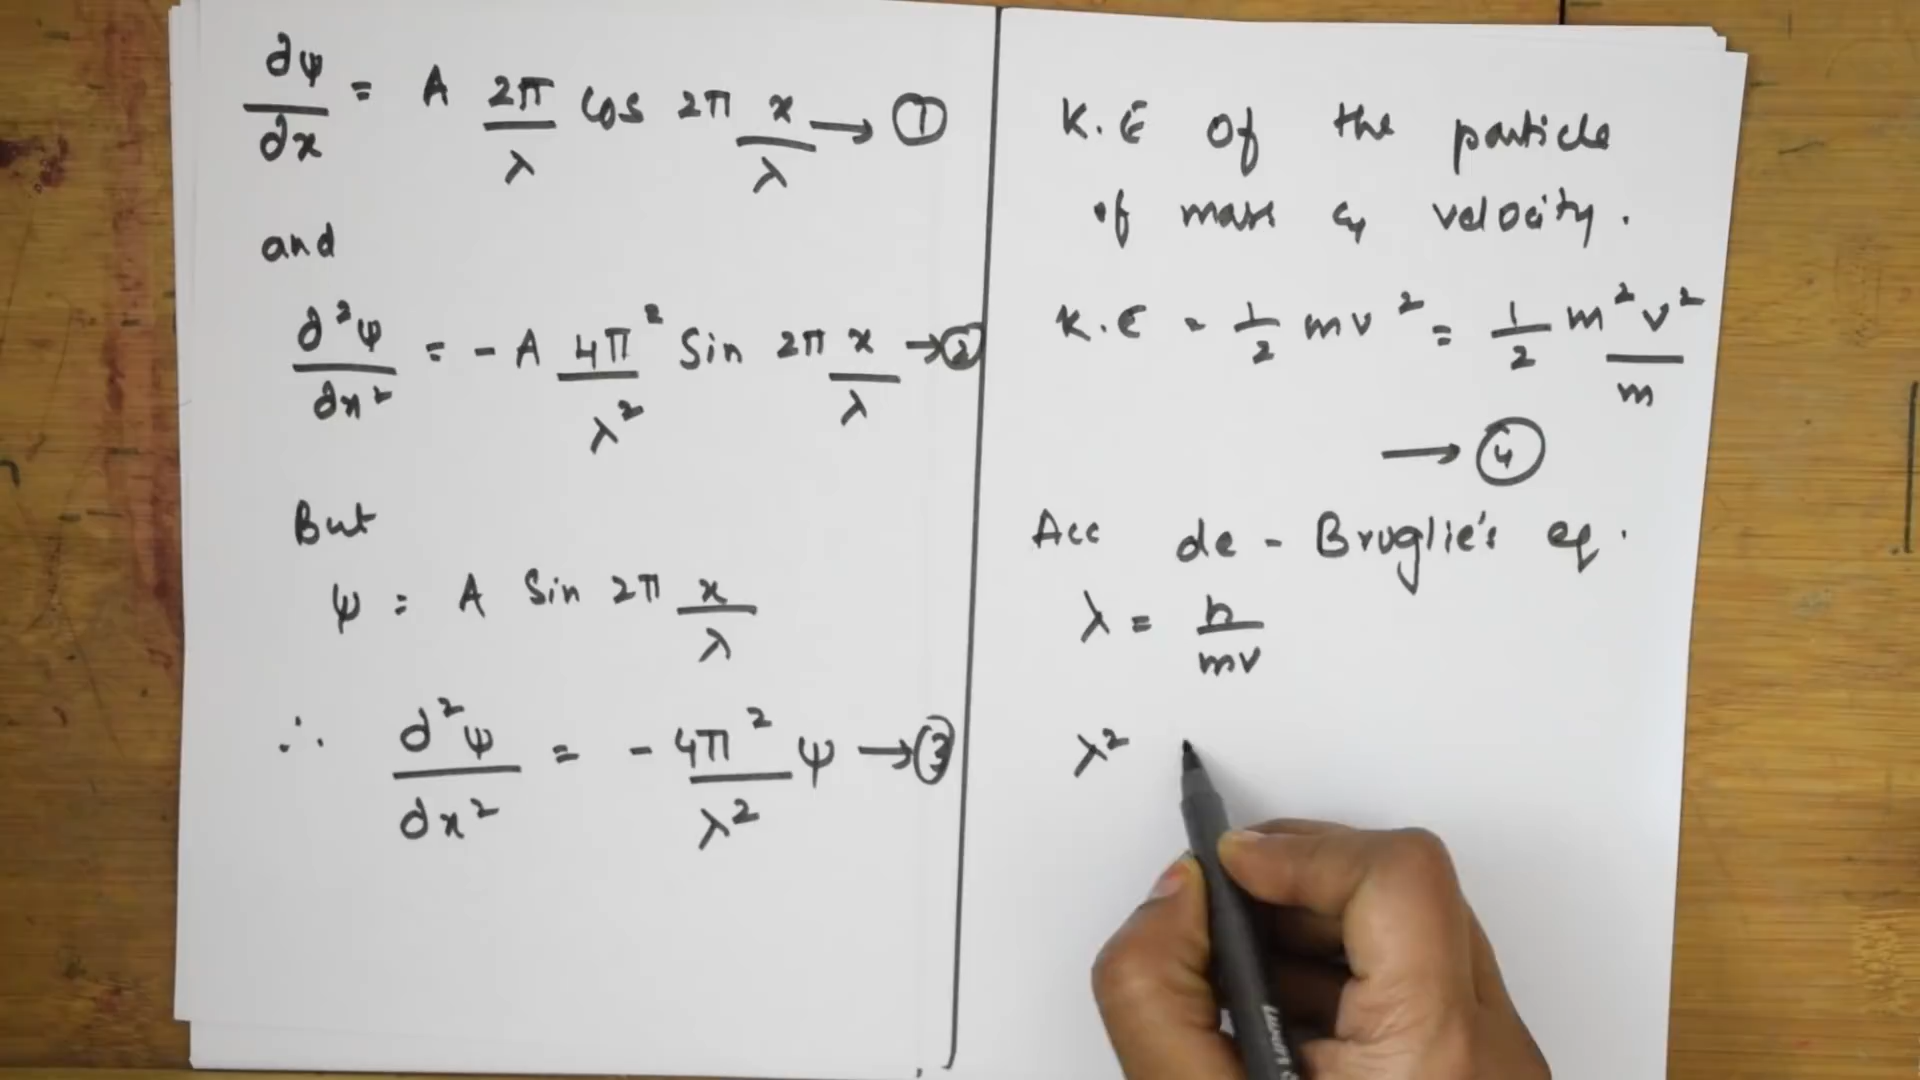 ∂ψ/∂x = A 2π/λ cos 2π x/λ → ①
and
∂²ψ/∂x² = - A 4π²/λ² Sin 2π x/λ → ②
But
ψ = A Sin 2π x/λ
∴ d²ψ/dx² = - 4π²/λ² ψ → ③
K.E of the particle
of mass & velocity.
K.E = 1/2 mv² = 1/2 m²v²/m
→ ④
Acc de - Broglie's eq.
λ = h/mv
λ²